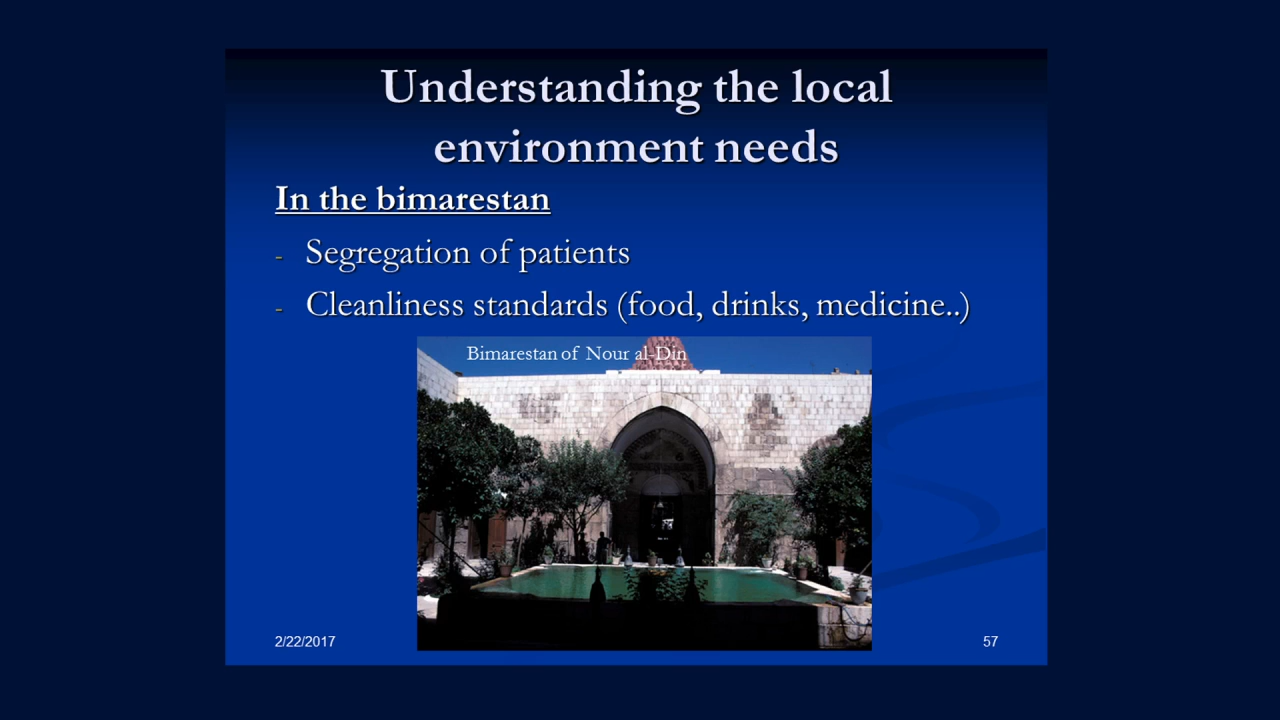 Understanding the local
environment needs
In the bimarestan
- Segregation of patients
- Cleanliness standards (food, drinks, medicine..)
Bimarestan of Nour al-Din
2/22/2017
57